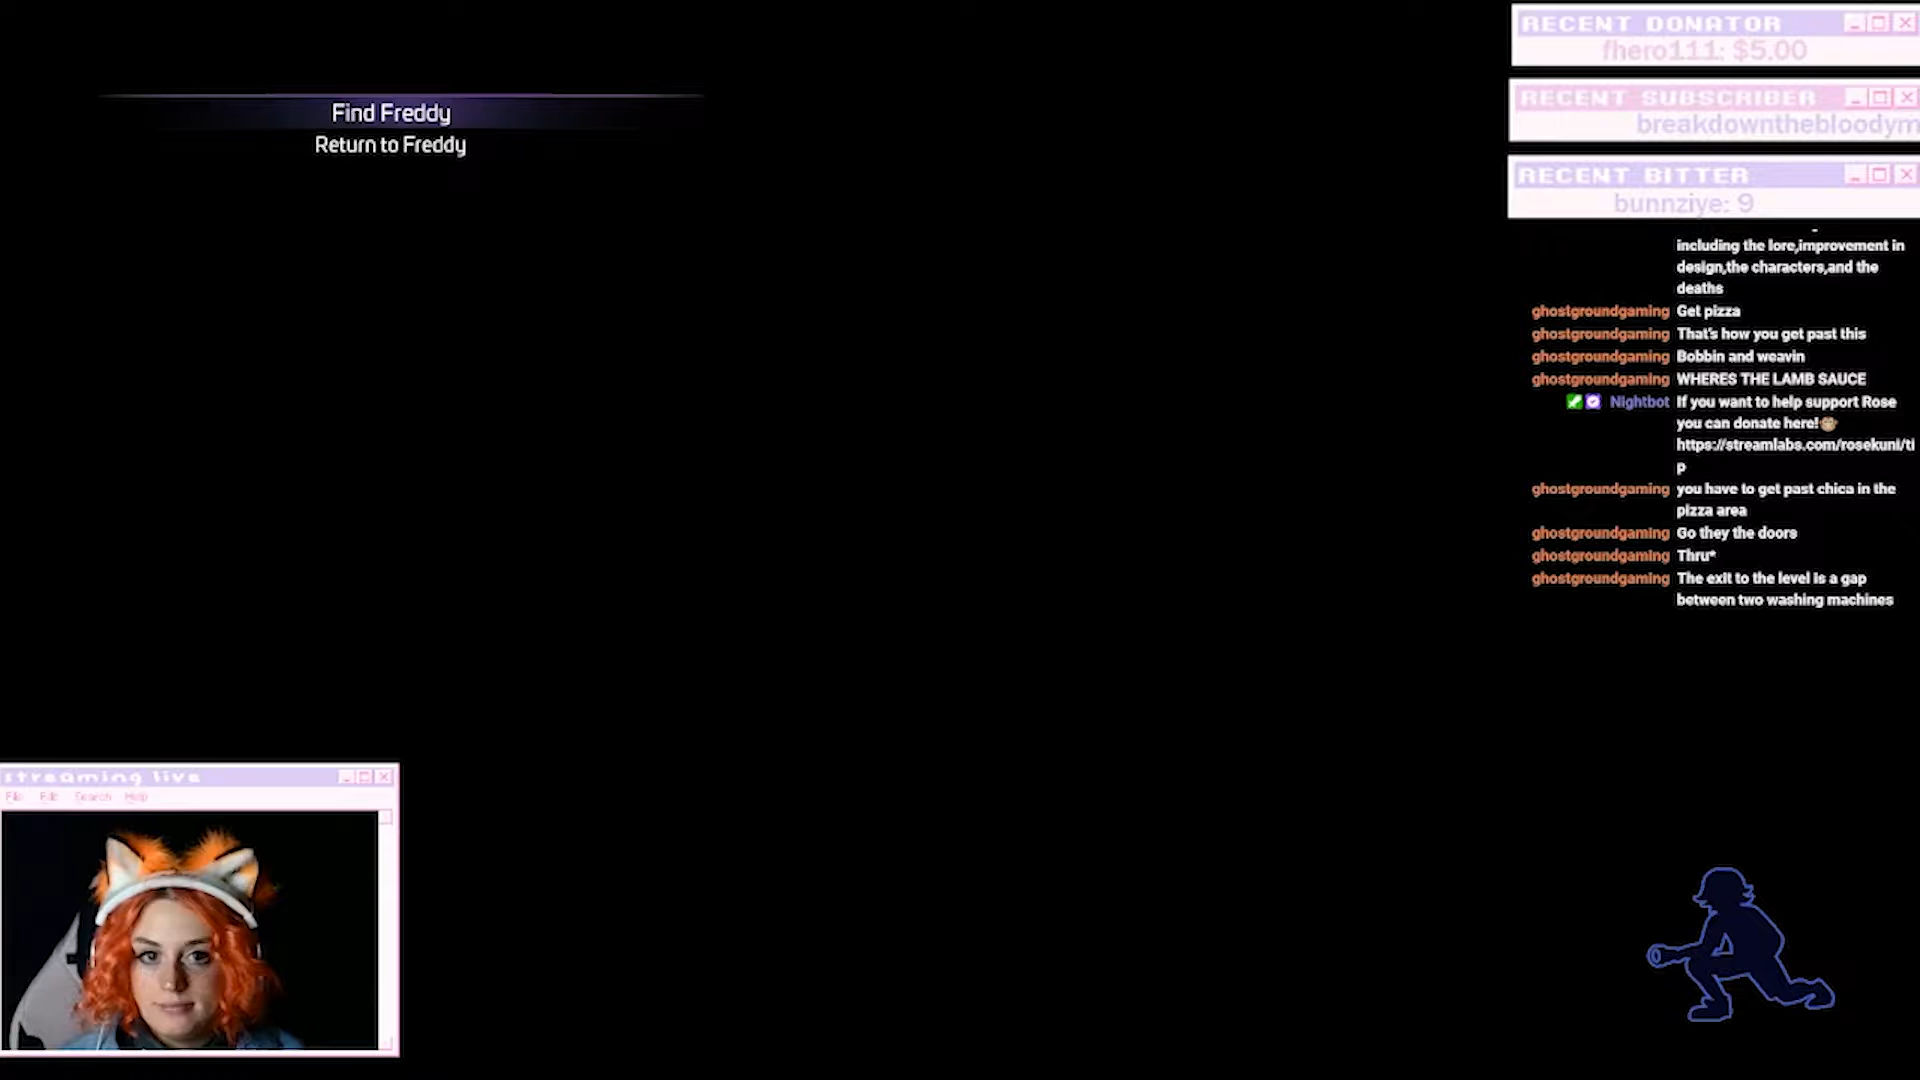 Find Freddy
Return to Freddy
RECENT DONATOR
fhero111: $5.00
RECENT SUBSCRIBER
breakdownthebloodym
RECENT BITTER
bunnziye: 9
including the lore,improvement in
design,the characters,and the
deaths
ghostgroundgaming Get pizza
ghostgroundgaming That's how you get past this
ghostgroundgaming Bobbin and weavin
ghostgroundgaming WHERES THE LAMB SAUCE
Nightbot If you want to help support Rose
you can donate here!
https://streamlabs.com/rosekuni/ti
p
ghostgroundgaming you have to get past chica in the
pizza area
ghostgroundgaming Go they the doors
ghostgroundgaming Thru*
ghostgroundgaming The exit to the level is a gap
between two washing machines
streaming live
File Edit Search Help